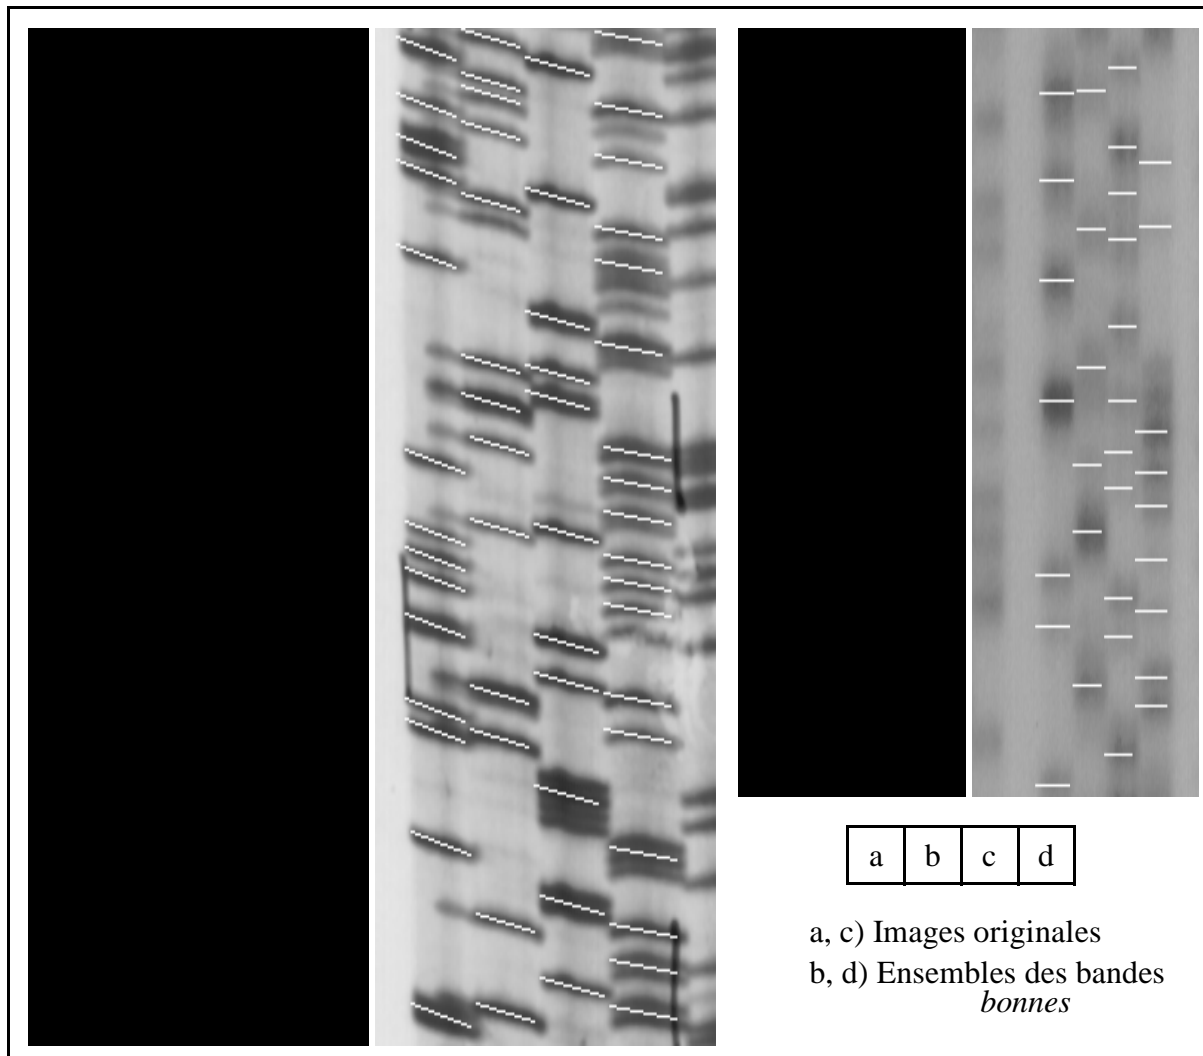 a b c d
a, c) Images originales
b, d) Ensembles des bandes
bonnes